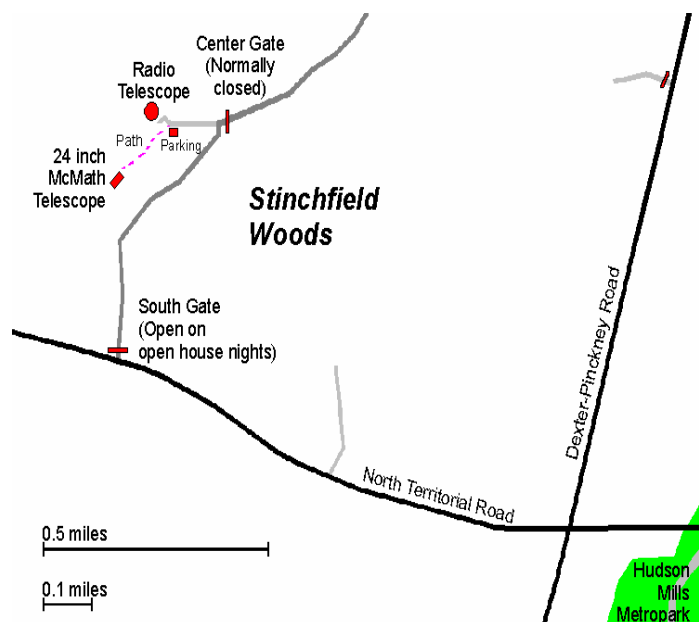 Center Gate
(Normally
closed)
Radio
Telescope
Path
Parking
24 inch
McMath
Telescope
Stinchfield
Woods
South Gate
(Open on
open house nights)
Dexter-Pinckney Road
North Territorial Road
0.5 miles
0.1 miles
Hudson
Mills
Metropark